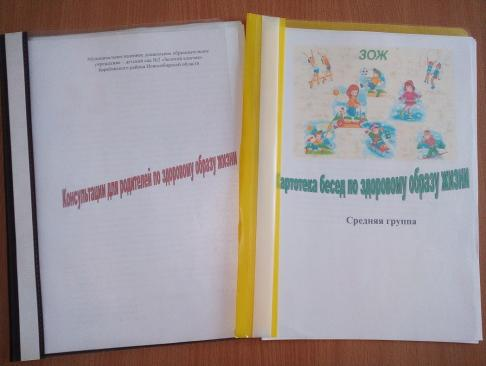 Муниципальное казенное дошкольное образовательное
учреждение – детский сад №2 «Золотой ключик»
Барабинского района Новосибирской области
Консультации для родителей по здоровому образу жизни
ЗОЖ
Картотека бесед по здоровому образу жизни
Средняя группа